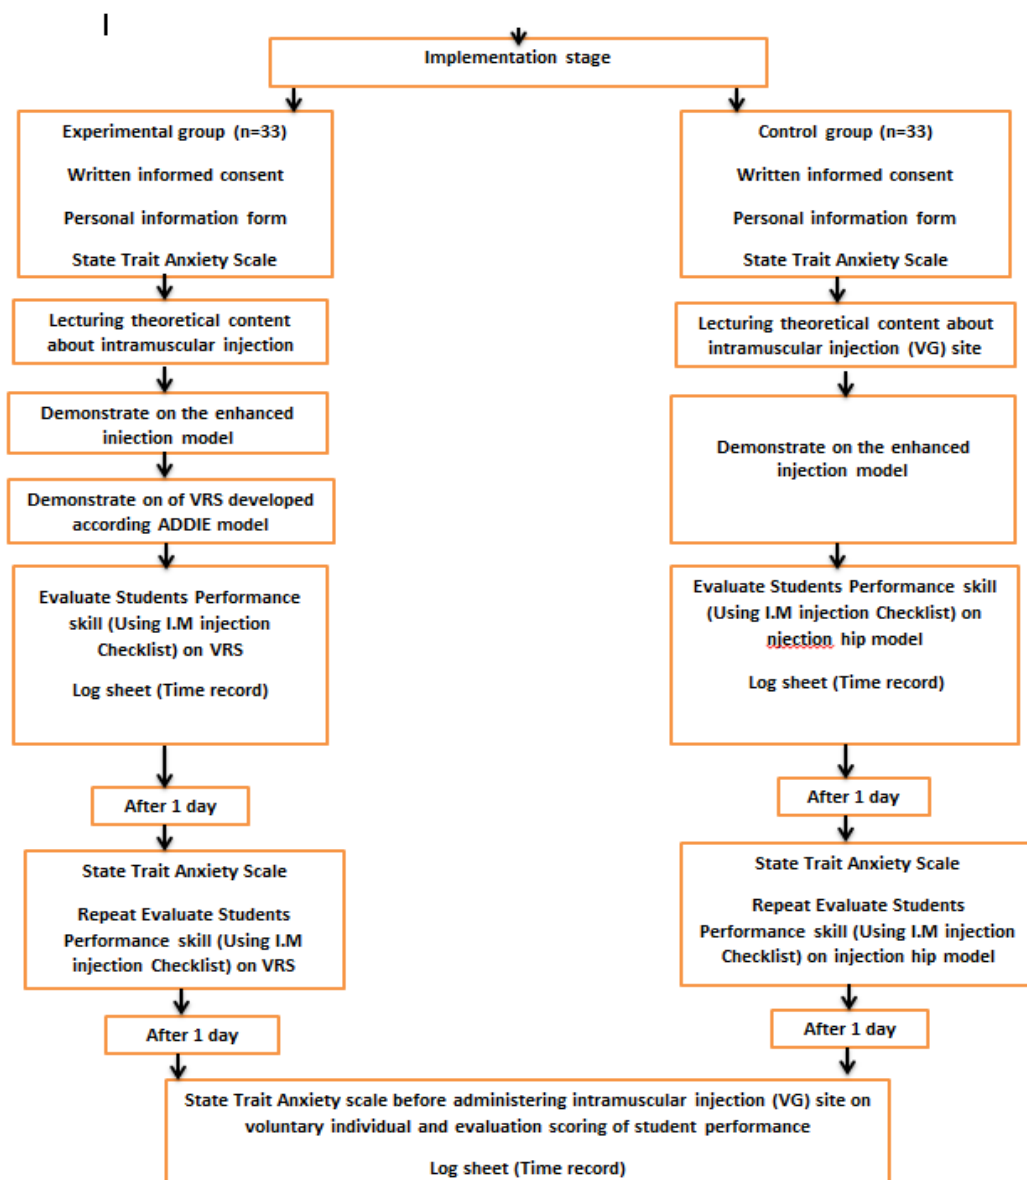 Implementation stage
Experimental group (n=33)
Written informed consent
Personal information form
State Trait Anxiety Scale
Lecturing theoretical content
about intramuscular injection
Demonstrate on the enhanced
injection model
Demonstrate on of VRS developed
according ADDIE model
Evaluate Students Performance
skill (Using I.M injection
Checklist) on VRS
Log sheet (Time record)
After 1 day
State Trait Anxiety Scale
Repeat Evaluate Students
Performance skill (Using I.M
injection Checklist) on VRS
After 1 day
Control group (n=33)
Written informed consent
Personal information form
State Trait Anxiety Scale
Lecturing theoretical content about
intramuscular injection (VG) site
Demonstrate on the enhanced
injection model
Evaluate Students Performance skill
(Using I.M injection Checklist) on
njection hip model
Log sheet (Time record)
After 1 day
State Trait Anxiety Scale
Repeat Evaluate Students
Performance skill (Using I.M injection
Checklist) on injection hip model
After 1 day
State Trait Anxiety scale before administering intramuscular injection (VG) site on
voluntary individual and evaluation scoring of student performance
Log sheet (Time record)